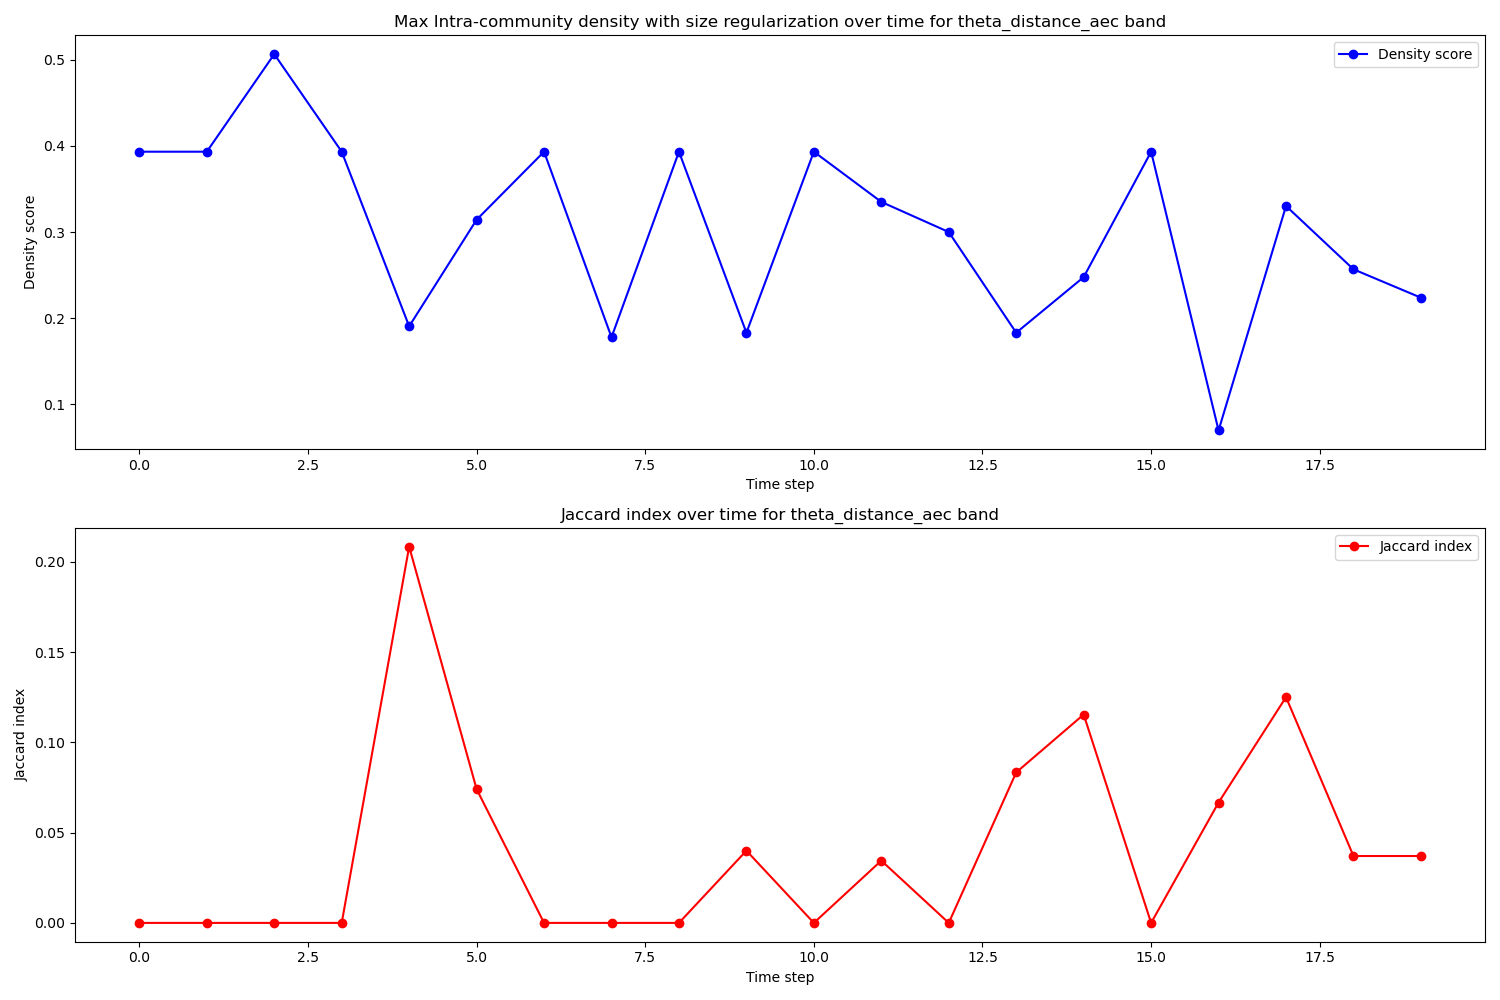 Max Intra-community density with size regularization over time for theta_distance_aec band
Density score
0.5
0.4
0.3
0.2
0.1
Density score
0.0 2.5 5.0 7.5 10.0 12.5 15.0 17.5
Time step
Jaccard index over time for theta_distance_aec band
Jaccard index
0.20
0.15
0.10
0.05
0.00
Jaccard index
0.0 2.5 5.0 7.5 10.0 12.5 15.0 17.5
Time step